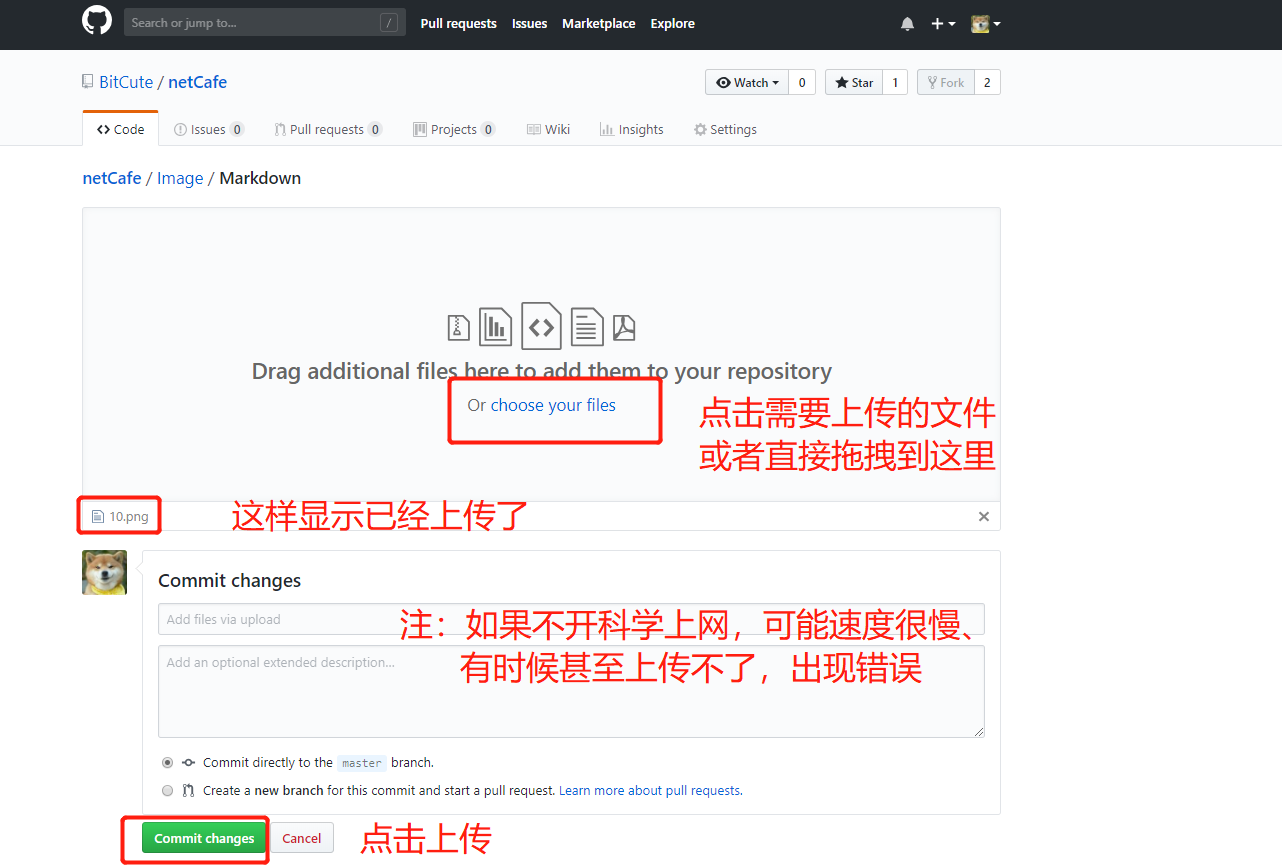 Search or jump to... /
Pull requests Issues Marketplace Explore
BitCute / netCafe
Watch 0 Star 1 Fork 2
Code Issues 0 Pull requests 0 Projects 0 Wiki Insights Settings
netCafe / Image / Markdown
Drag additional files here to add them to your repository
Or choose your files
点击需要上传的文件
或者直接拖拽到这里
10.png
这样显示已经上传了
Commit changes
Add files via upload
注：如果不开科学上网，可能速度很慢、
Add an optional extended description...
有时候甚至上传不了，出现错误
Commit directly to the master branch.
Create a new branch for this commit and start a pull request. Learn more about pull requests.
Commit changes Cancel
点击上传